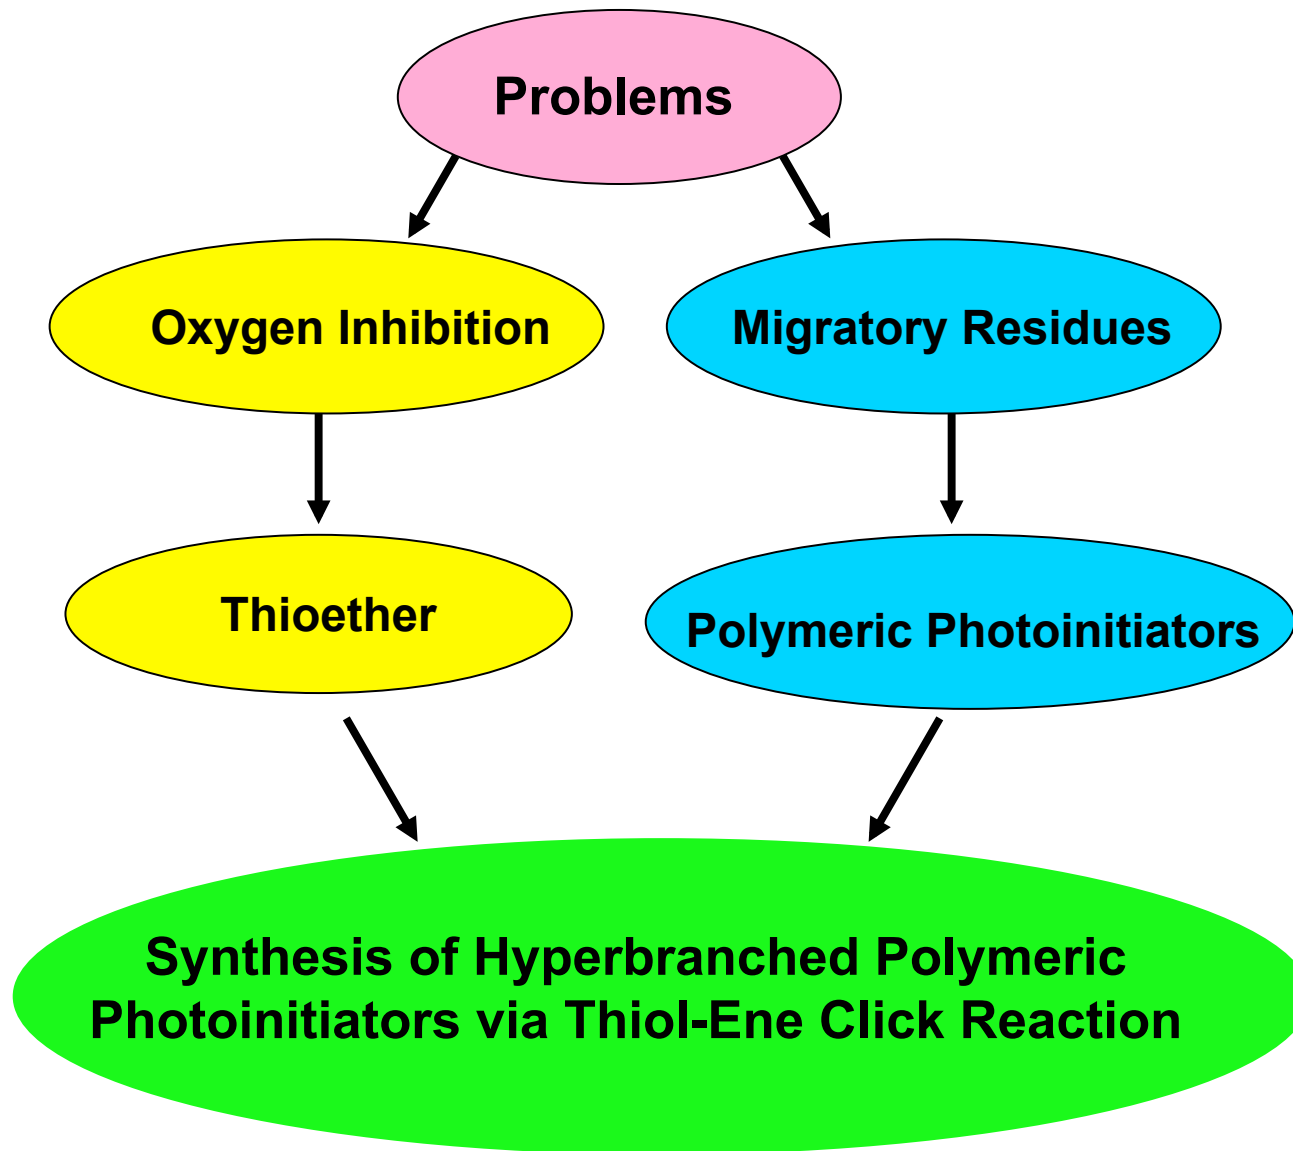 Problems
Oxygen Inhibition
Migratory Residues
Thioether
Polymeric Photoinitiators
Synthesis of Hyperbranched Polymeric
Photoinitiators via Thiol-Ene Click Reaction